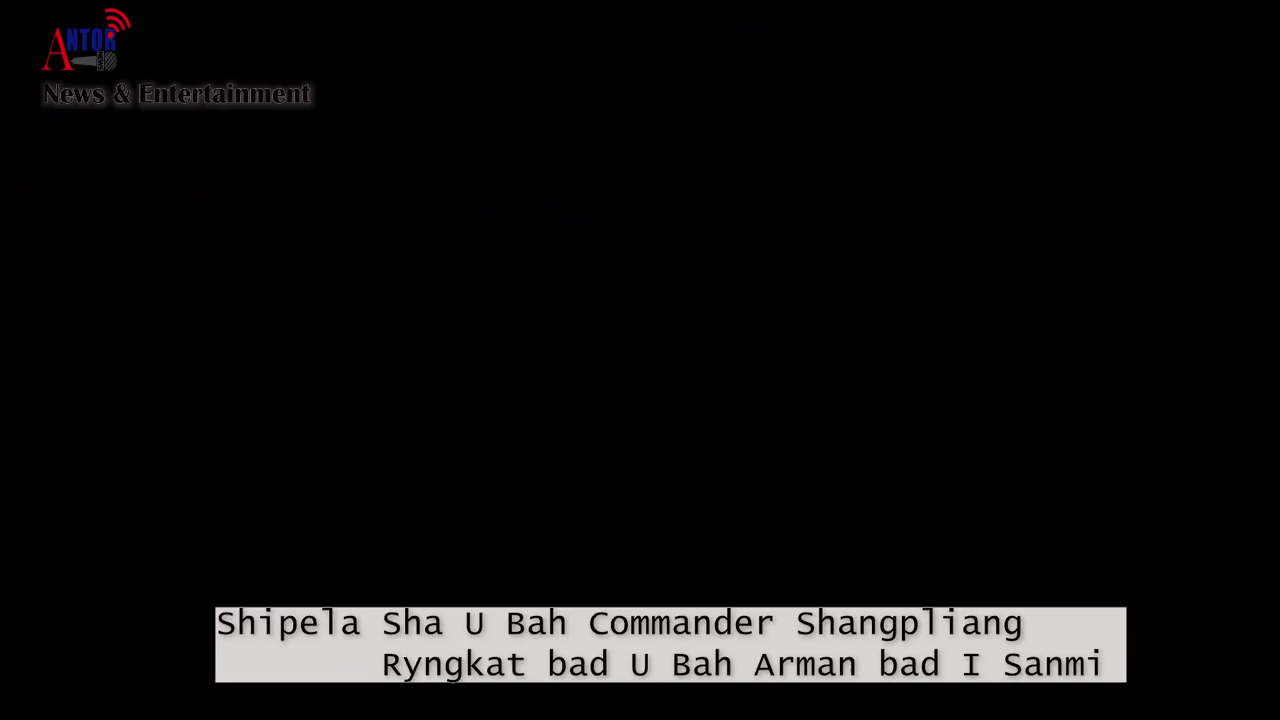 ANTOR
News & Entertainment
Shipela Sha U Bah Commander Shangpliang
Ryngkat bad U Bah Arman bad I Sanmi